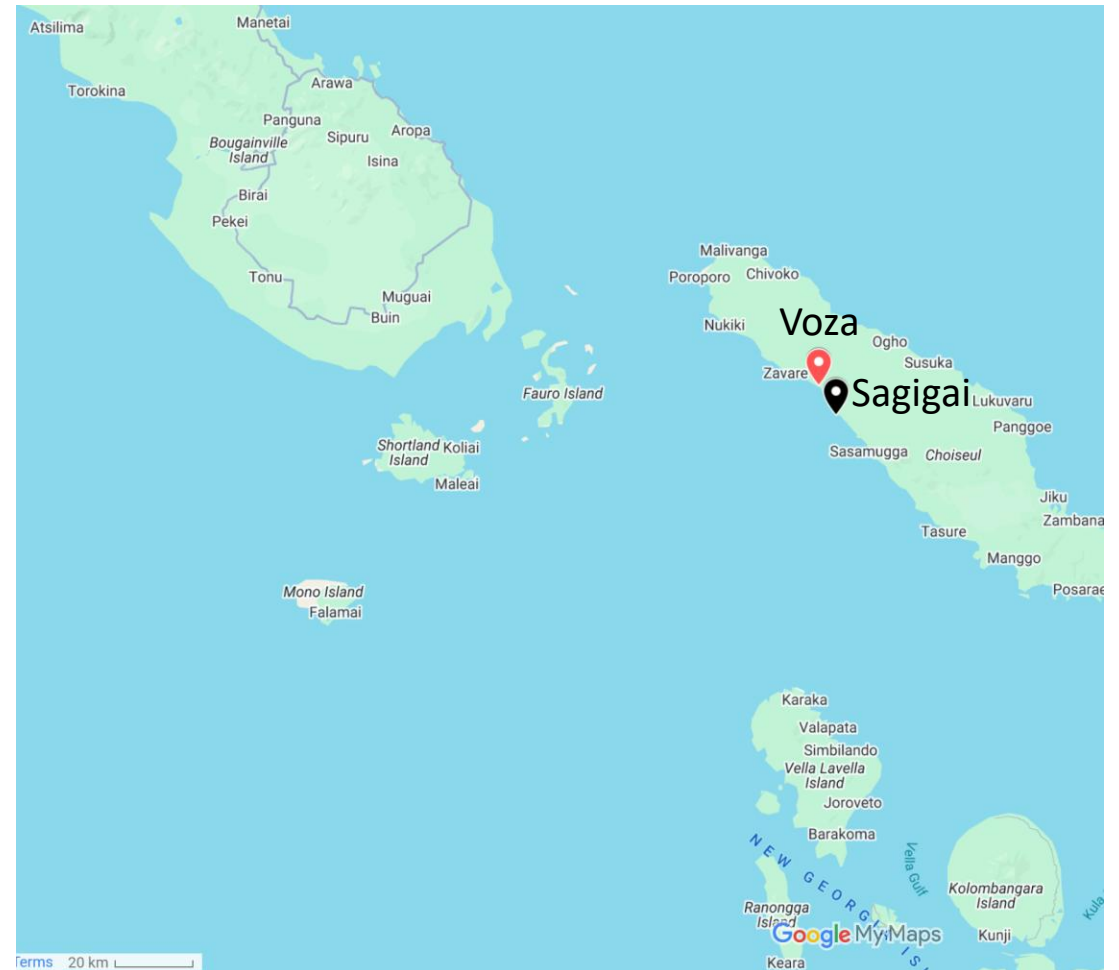 Manetai
Atsilima
Arawa
Torokina
Panguna
Aropa
Sipuru
Bougainville
Island
Isina
Birai
Pekei
Malivanga
Tonu
Poroporo
Chivoko
Muguai
Buin
Nukiki
Voza
Ogho
Susuka
Zavare
Fauro Island
Sagigai
Lukuvaru
Panggoe
Shortland
Island
Koliai
Sasamugga
Choiseul
Maleai
Jiku
Zambana
Tasure
Manggo
Mono Island
Falamai
Posarae
Karaka
Valapata
Simbilando
Vella Lavella
Island
Joroveto
Barakoma
NEW GEORGI
Vella Gulf
Kolombangara
Island
Kula
Ranongga
Island
Google My Maps
Kunji
Keara
Terms 20 km